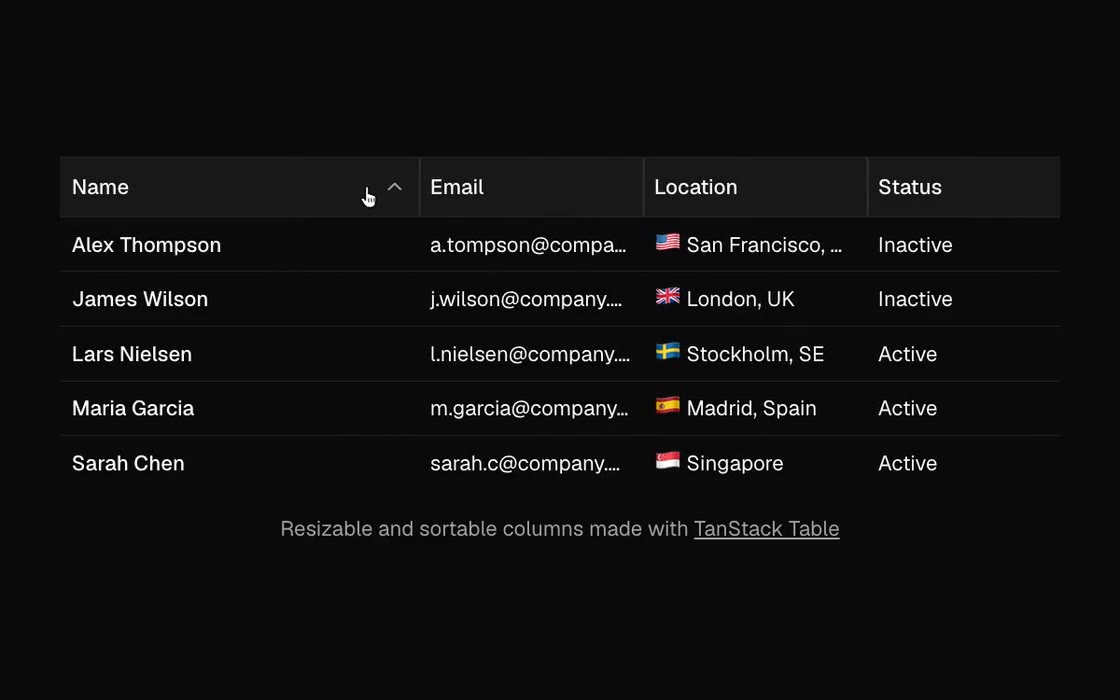 Name Email Location Status
Alex Thompson a.tompson@compa... San Francisco, ... Inactive
James Wilson j.wilson@company.... London, UK Inactive
Lars Nielsen l.nielsen@company.... Stockholm, SE Active
Maria Garcia m.garcia@company... Madrid, Spain Active
Sarah Chen sarah.c@company.... Singapore Active
Resizable and sortable columns made with TanStack Table